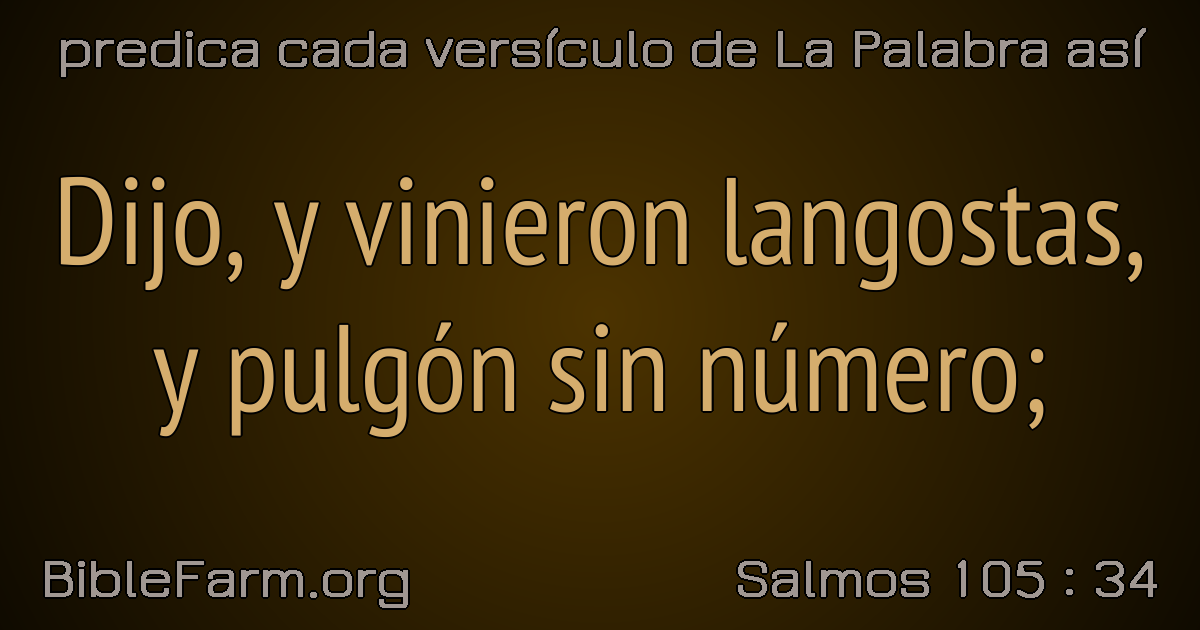 predica cada versículo de La Palabra así
Dijo, y vinieron langostas,
y pulgón sin número;
BibleFarm.org
Salmos 105 : 34